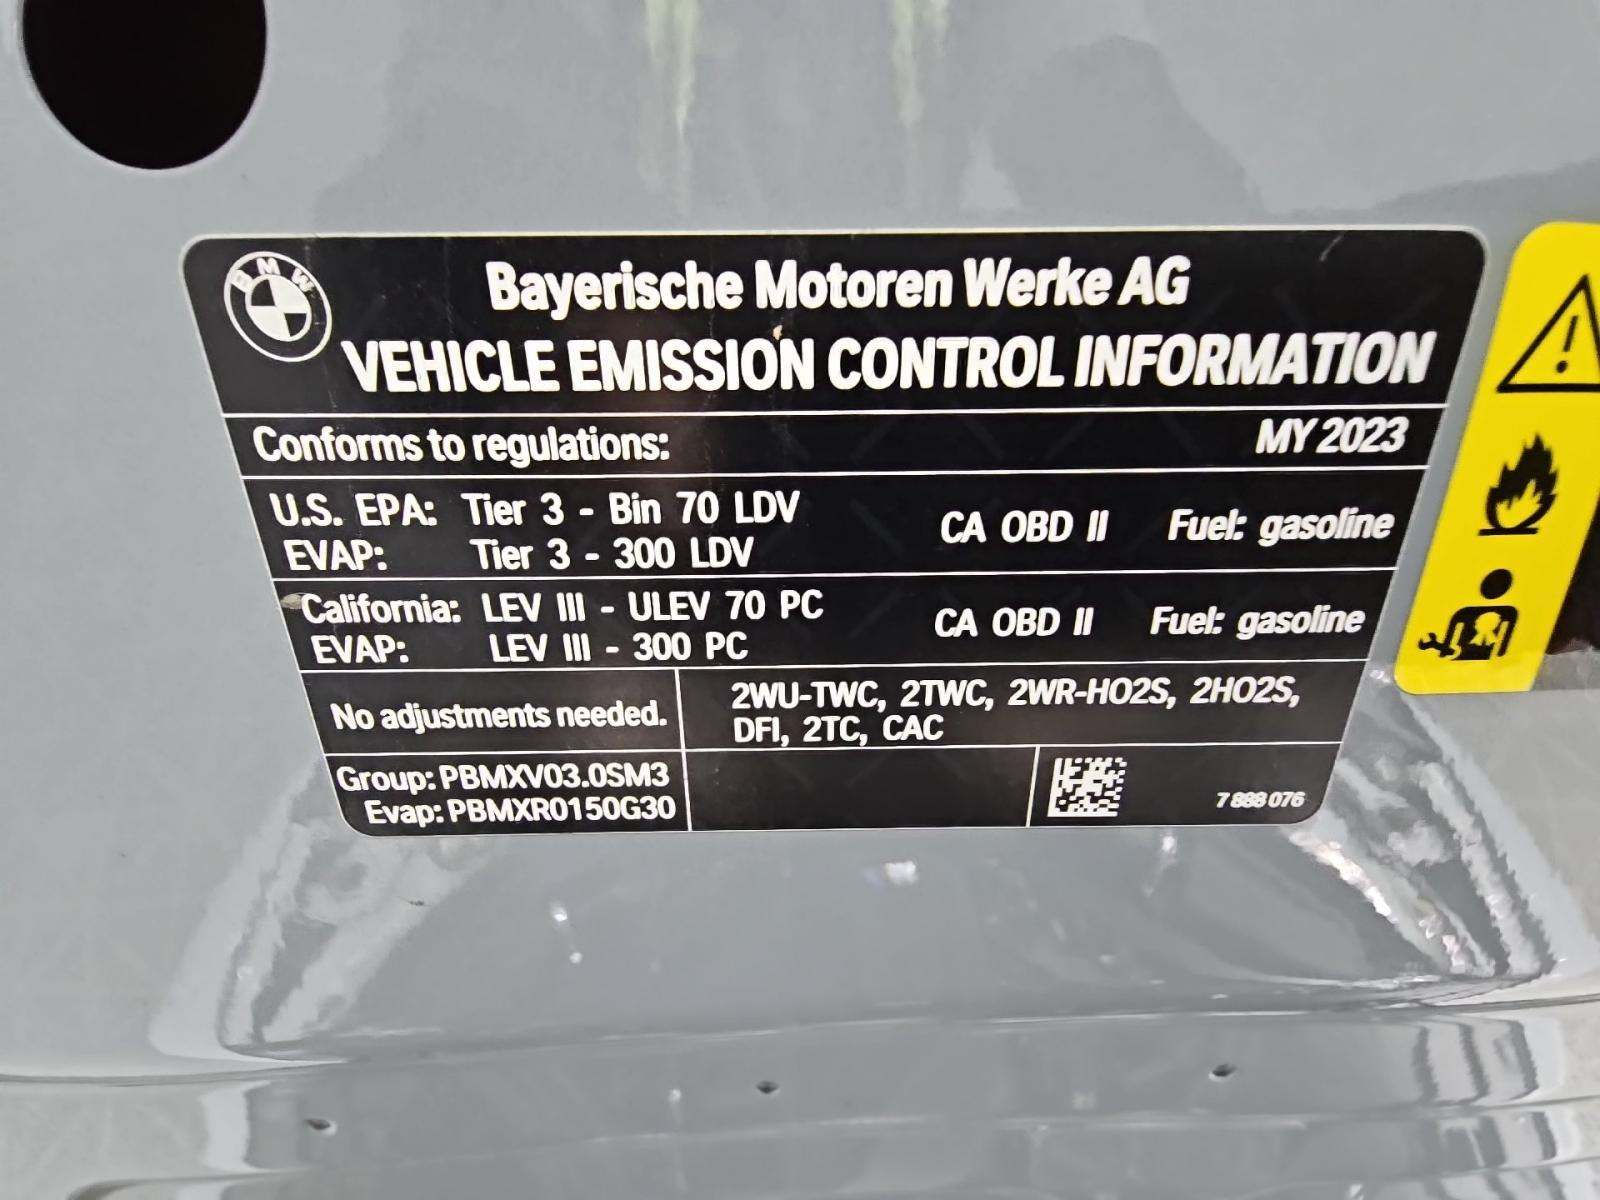 BMW
Bayerische Motoren Werke AG
VEHICLE EMISSION CONTROL INFORMATION
Conforms to regulations: MY 2023
U.S. EPA: Tier 3 - Bin 70 LDV CA OBD II Fuel: gasoline
EVAP: Tier 3 - 300 LDV
California: LEV III - ULEV 70 PC CA OBD II Fuel: gasoline
EVAP: LEV III - 300 PC
No adjustments needed.
2WU-TWC, 2TWC, 2WR-HO2S, 2HO2S,
DFI, 2TC, CAC
Group: PBMXV03.0SM3
Evap: PBMXR0150G30
7 888 076